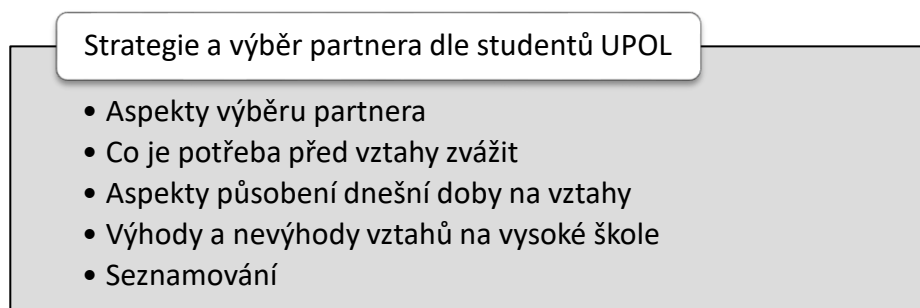 Strategie a výběr partnera dle studentů UPOL
• Aspekty výběru partnera
• Co je potřeba před vztahy zvážit
• Aspekty působení dnešní doby na vztahy
• Výhody a nevýhody vztahů na vysoké škole
• Seznamování